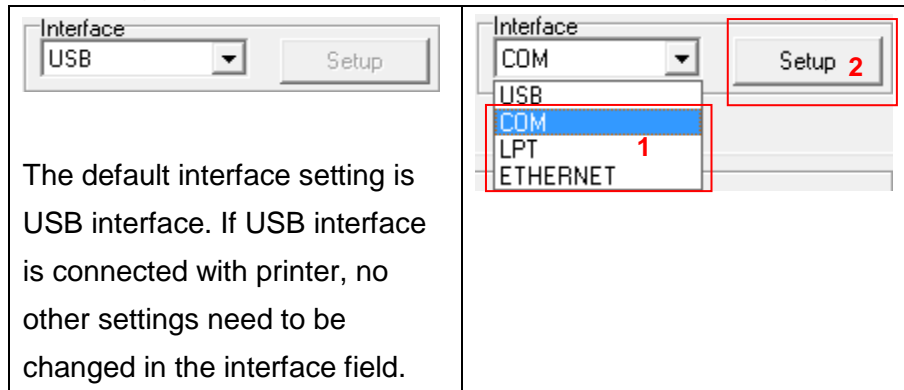 Interface
USB
Setup
The default interface setting is
USB interface. If USB interface
is connected with printer, no
other settings need to be
changed in the interface field.
Interface
COM
Setup 2
USB
COM
LPT 1
ETHERNET